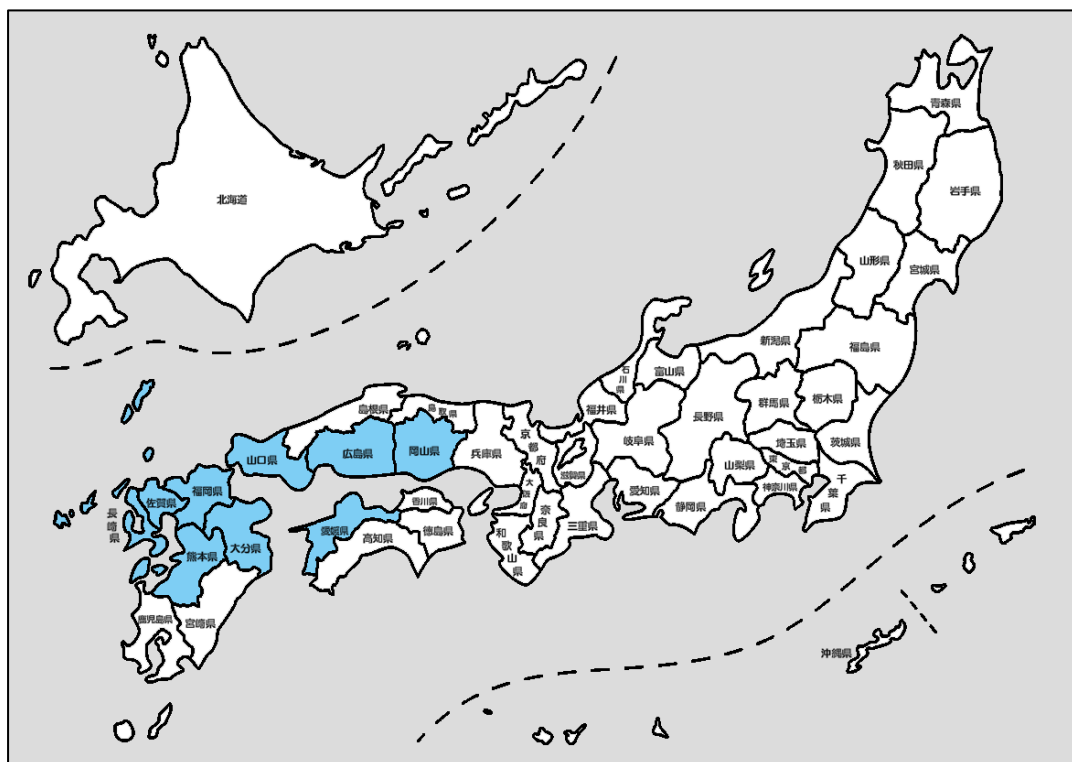 北海道
青森県
秋田県
岩手県
山形県
宮城県
新潟県
福島県
石川県
富山県
福井県
長野県
群馬県
栃木県
岐阜県
埼玉県
茨城県
山梨県
東京都
千葉県
神奈川県
愛知県
静岡県
滋賀県
京都府
兵庫県
大阪府
奈良県
三重県
和歌山県
島根県
鳥取県
岡山県
広島県
山口県
香川県
愛媛県
徳島県
高知県
福岡県
佐賀県
長崎県
大分県
熊本県
宮崎県
鹿児島県
沖縄県